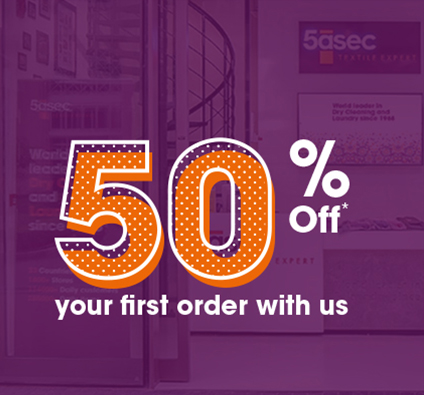 5àsec
TEXTILE EXPERT
World leader in
Dry Cleaning and
Laundry since 1968
5àsec
50%
Off*
EXPERT
your first order with us